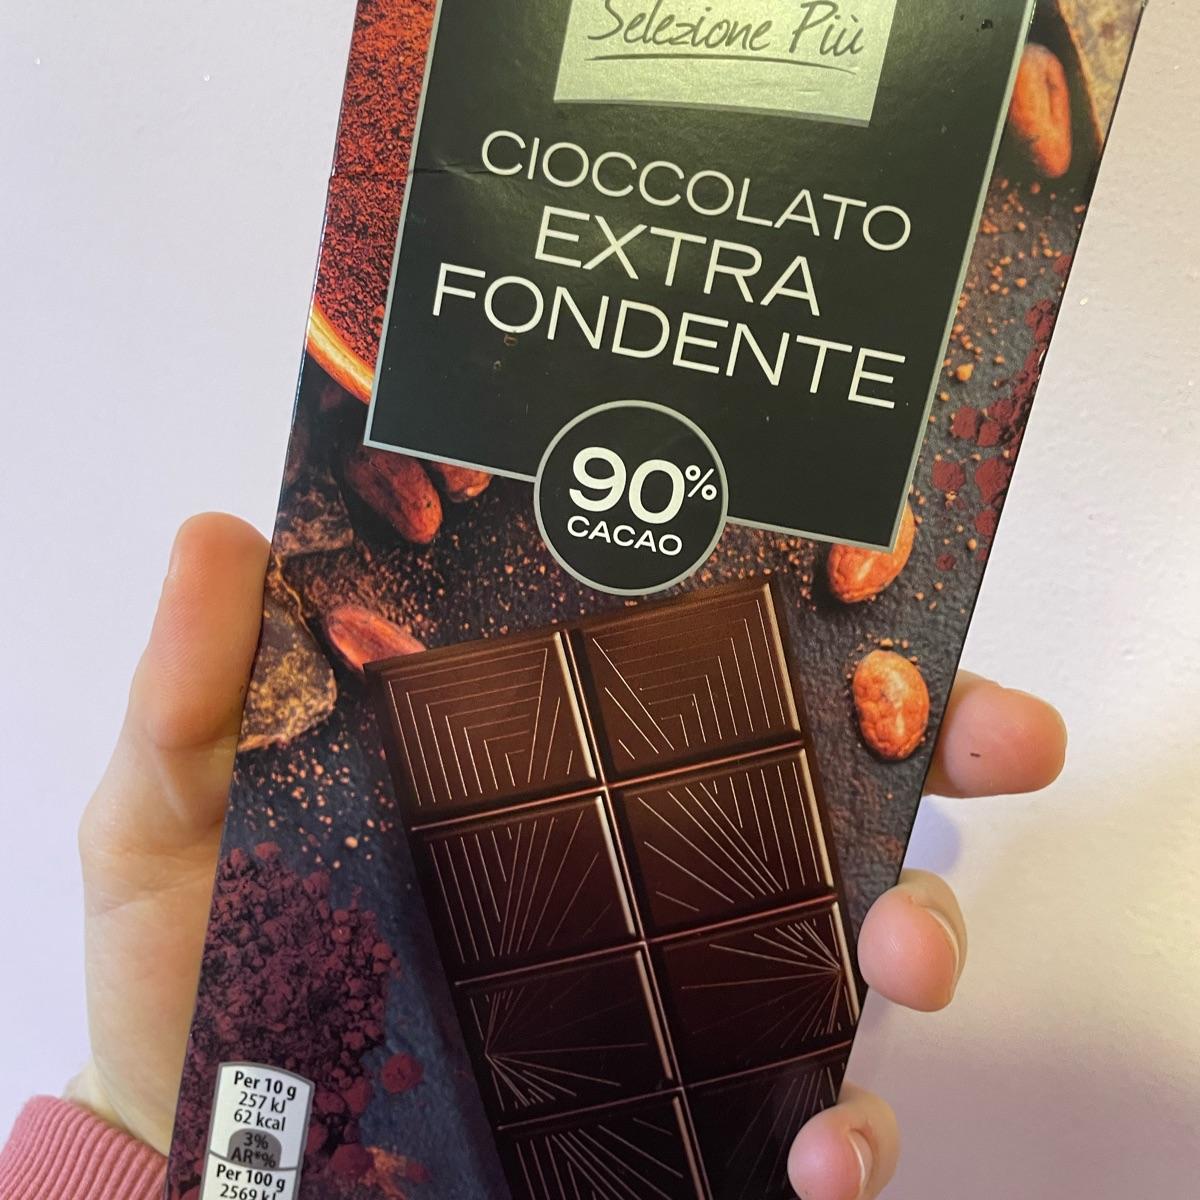 Selezione Più
CIOCCOLATO
EXTRA
FONDENTE
90%
CACAO
Per 10 g
257 kJ
62 kcal
3%
AR*%
Per 100 g
2569 kJ